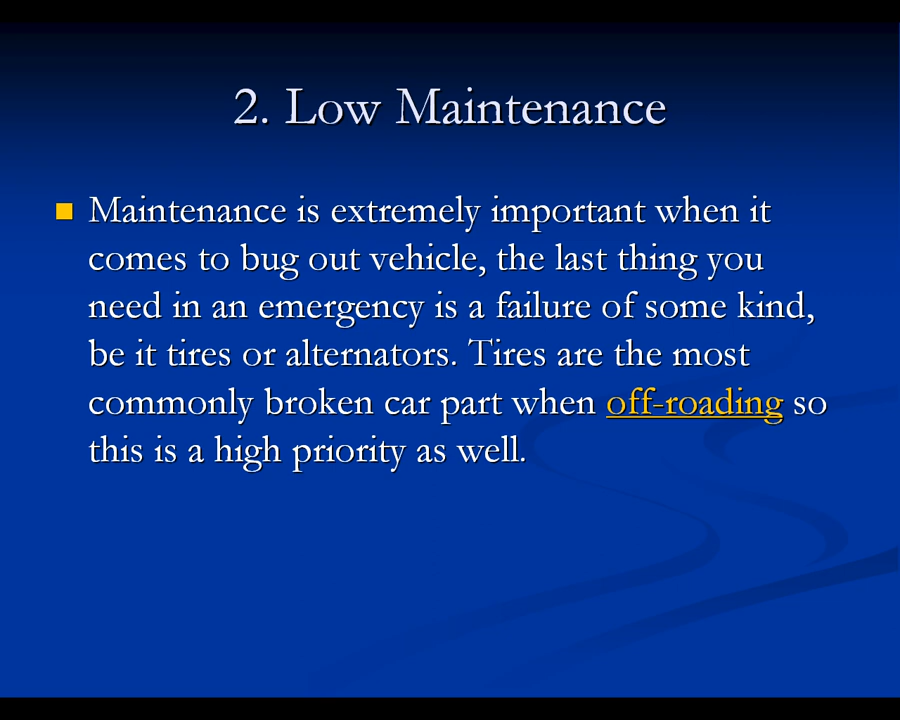 2. Low Maintenance
Maintenance is extremely important when it
comes to bug out vehicle, the last thing you
need in an emergency is a failure of some kind,
be it tires or alternators. Tires are the most
commonly broken car part when off-roading so
this is a high priority as well.